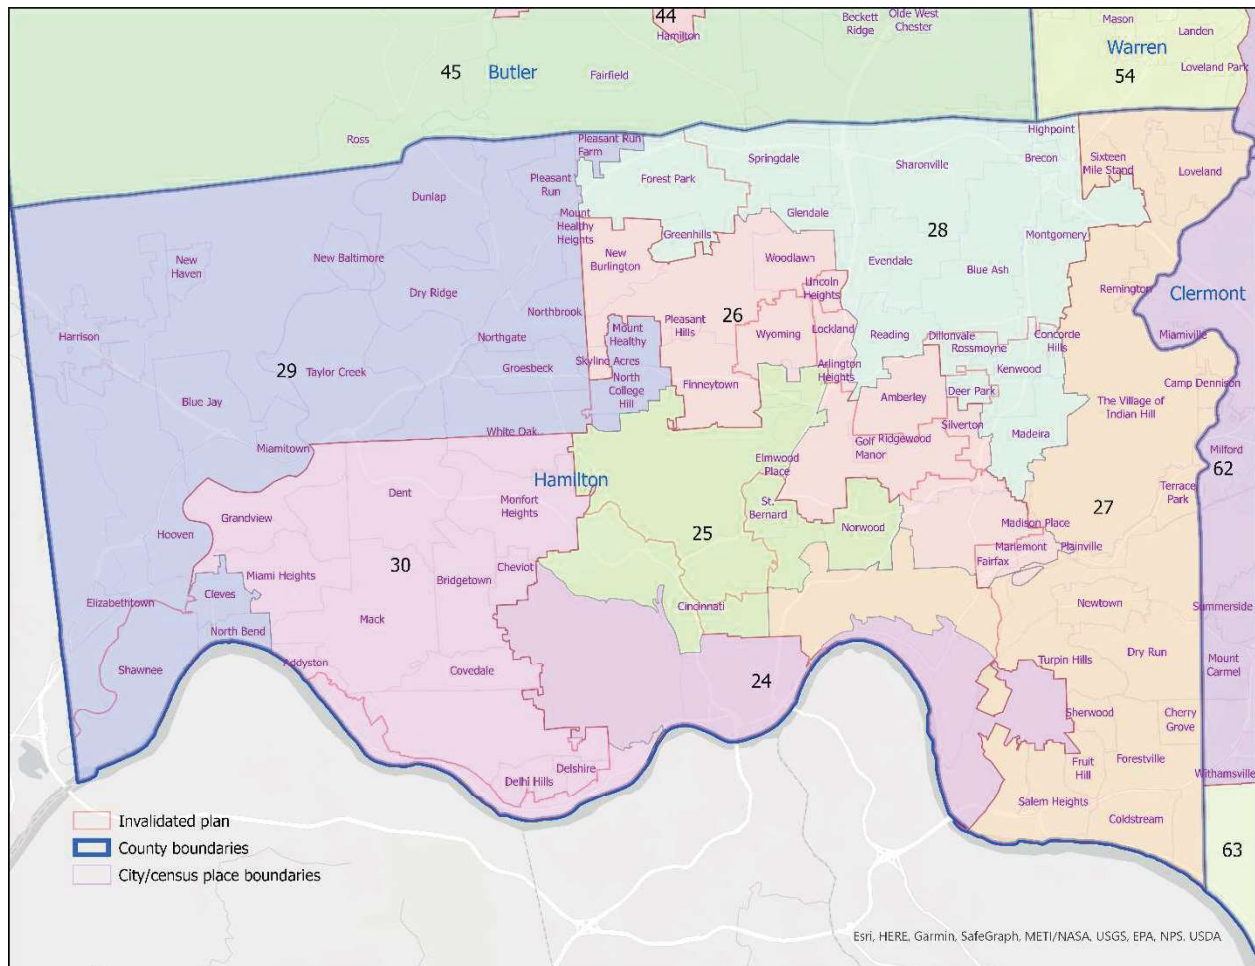 44
Hamilton
Beckett
Ridge
Olde West
Chester
Mason
Landen
Warren
Loveland Park
54
45
Butler
Fairfield
Ross
Pleasant Run
Farm
Highpoint
Springdale
Sharonville
Brecon
Sixteen
Mile Stand
Loveland
Pleasant
Run
Forest Park
Dunlap
Mount
Healthy
Heights
Glendale
Greenhills
28
Montgomery
New
Haven
New Baltimore
New
Burlington
Woodlawn
Evendale
Blue Ash
Dry Ridge
Lincoln
Heights
Remington
Clermont
Northbrook
26
Harrison
Northgate
Mount
Healthy
Pleasant
Hills
Wyoming
Lockland
Reading
Dillonvale
Rossmoyne
Concorde
Hills
Miamiville
29
Taylor Creek
Groesbeck
Skyline Acres
North
College
Hill
Finneytown
Arlington
Heights
Kenwood
Camp Dennison
Blue Jay
Amberley
Deer Park
The Village of
Indian Hill
White Oak
Silverton
Madeira
Miamitown
Golf
Manor
Ridgewood
Milford
Hamilton
Elmwood
Place
62
Dent
Monfort
Heights
St.
Bernard
Terrace
Park
27
Grandview
Norwood
Madison Place
Hooven
25
Mariemont
Plainville
30
Cheviot
Fairfax
Miami Heights
Bridgetown
Cleves
Elizabethtown
Cincinnati
Newtown
Summerside
Mack
North Bend
Dry Run
Turpin Hills
Addyston
Covedale
Shawnee
24
Mount
Carmel
Sherwood
Cherry
Grove
Delshire
Delhi Hills
Fruit
Hill
Forestville
Withamsville
Salem Heights
Coldstream
63
Invalidated plan
County boundaries
City/census place boundaries
Esri, HERE, Garmin, SafeGraph, METI/NASA, USGS, EPA, NPS, USDA